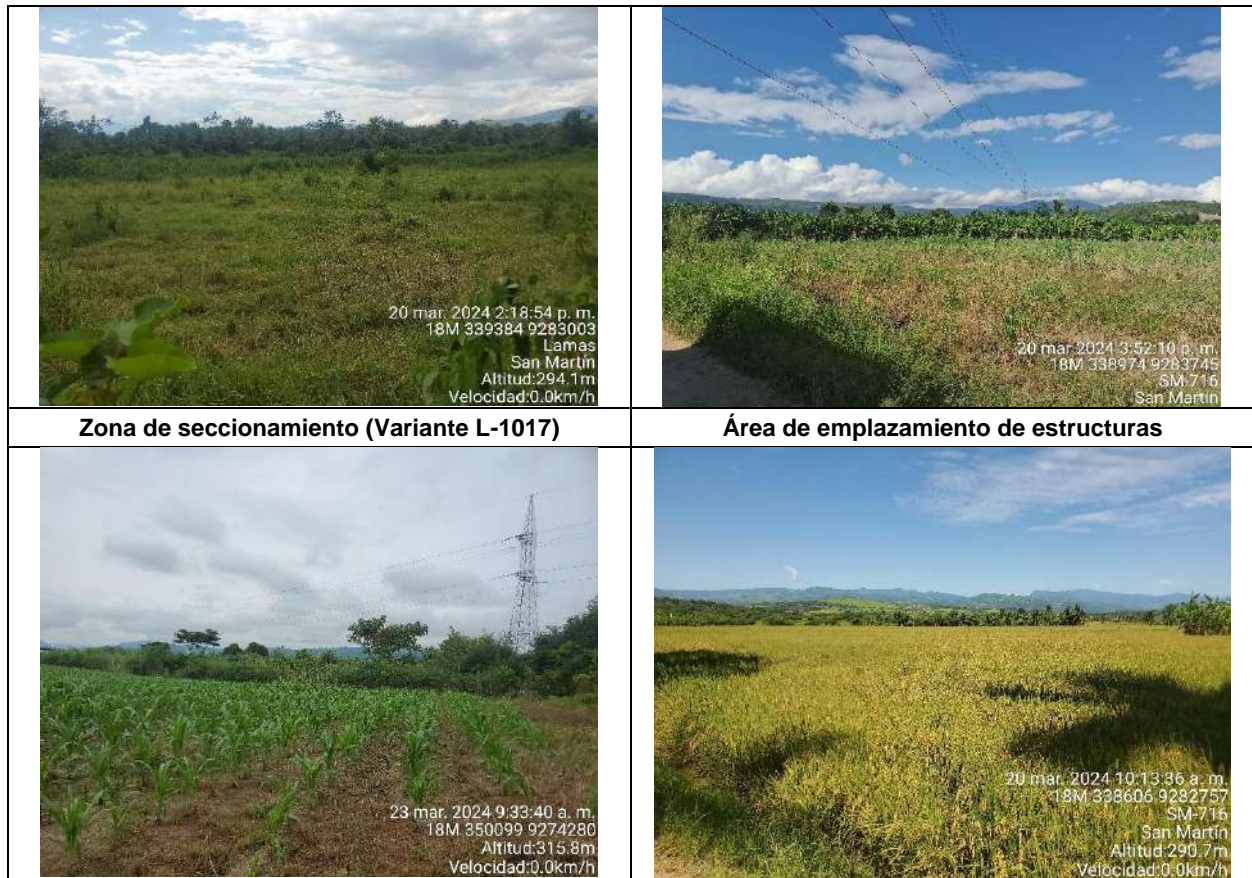 20 mar. 2024 2:18:54 p. m.
18M 339384 9283003
Lamas
San Martín
Altitud:294.1m
Velocidad:0.0km/h
20 mar. 2024 3:52:10 p. m.
18M 338974 9283745
SM-716
San Martín
Zona de seccionamiento (Variante L-1017)
Área de emplazamiento de estructuras
23 mar. 2024 9:33:40 a. m.
18M 350099 9274280
Altitud:315.8m
Velocidad:0.0km/h
20 mar. 2024 10:13:36 a. m.
18M 338606 9282757
SM-716
San Martín
Altitud:290.7m
Velocidad:0.0km/h